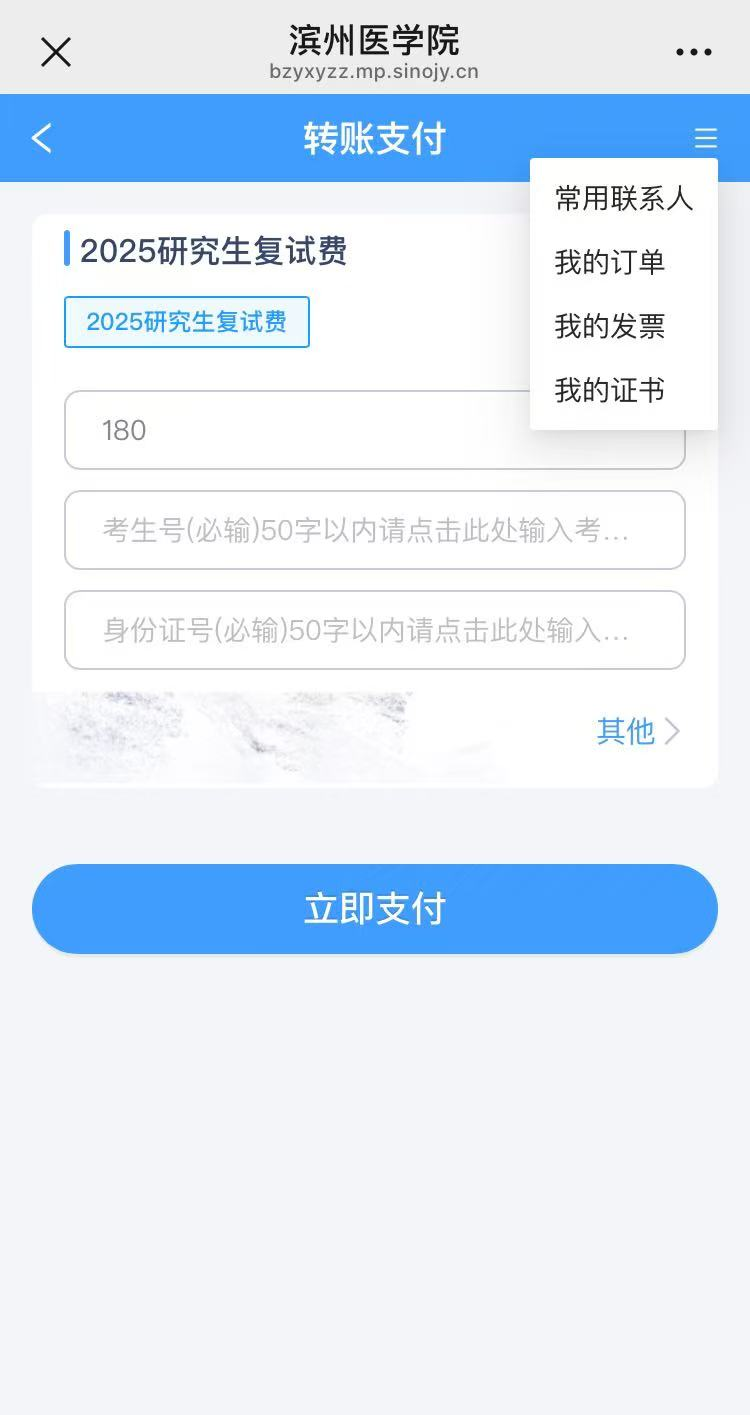 滨州医学院
bzyxyzz.mp.sinojy.cn
转账支付
常用联系人
我的订单
我的发票
我的证书
2025研究生复试费
2025研究生复试费
180
考生号(必输)50字以内请点击此处输入考...
身份证号(必输)50字以内请点击此处输入...
其他
立即支付